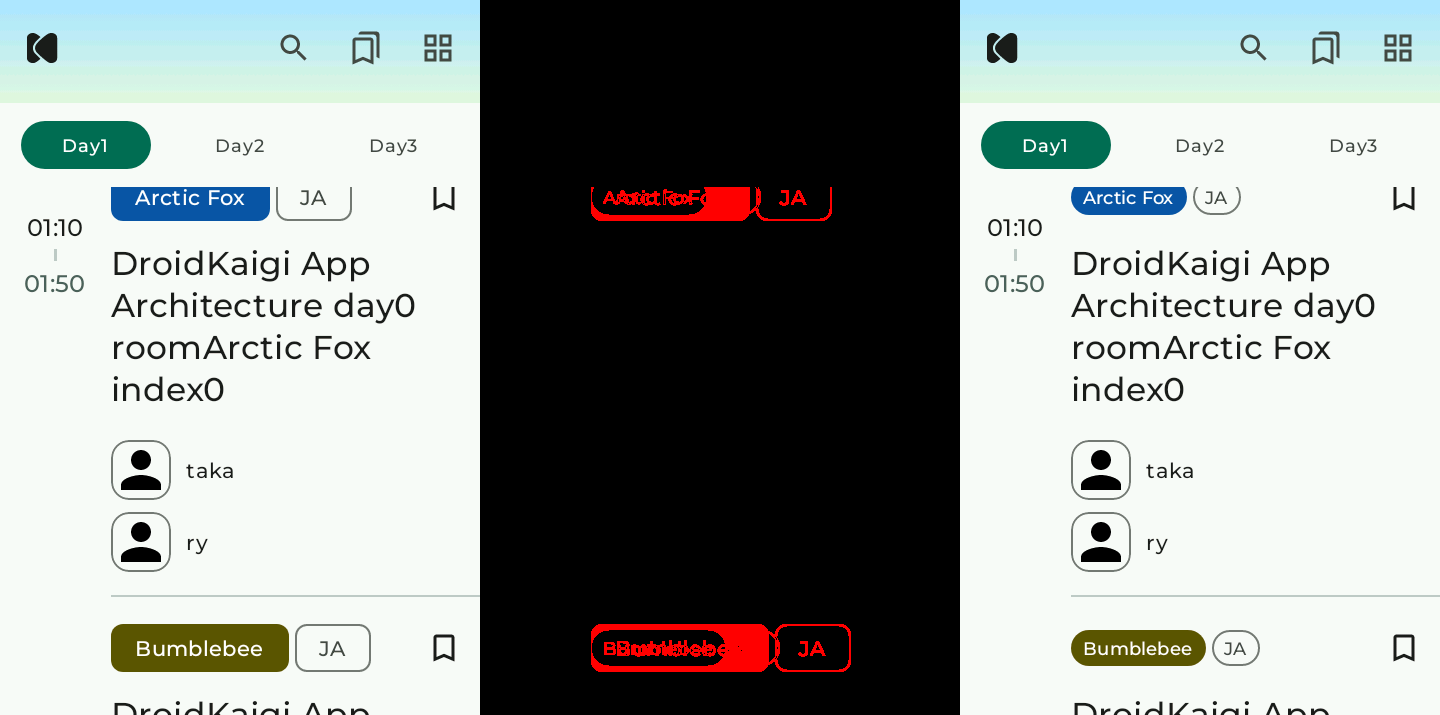 Day1 Day2 Day3
Arctic Fox JA
01:10
01:50
DroidKaigi App
Architecture day0
roomArctic Fox
index0
taka
ry
Bumblebee JA
DroidKaigi App
JA
JA
Day1 Day2 Day3
Arctic Fox JA
01:10
01:50
DroidKaigi App
Architecture day0
roomArctic Fox
index0
taka
ry
Bumblebee JA
DroidKaigi App